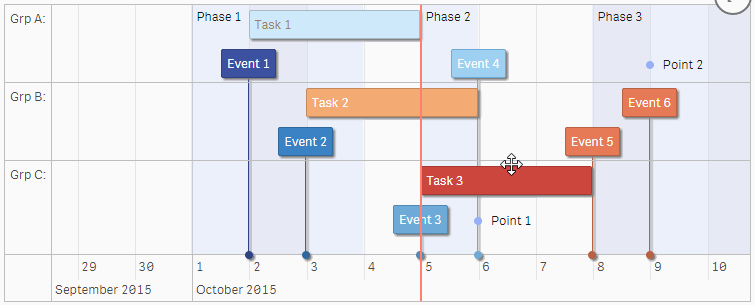 Grp A:
Phase 1
Task 1
Phase 2
Phase 3
Event 1
Event 4
Point 2
Grp B:
Task 2
Event 6
Event 2
Event 5
Grp C:
Task 3
Event 3
Point 1
29 30 1 2 3 4 5 6 7 8 9 10
September 2015 October 2015